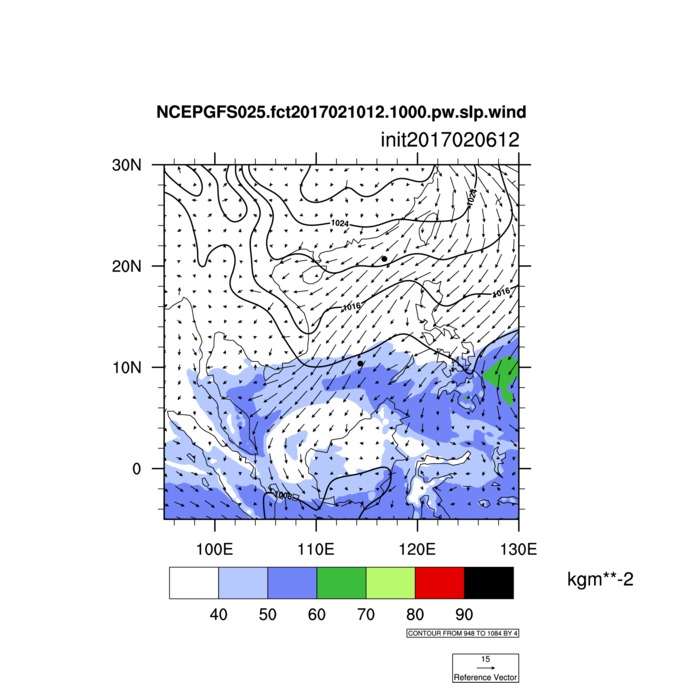 NCEPGFS025.fct2017021012.1000.pw.slp.wind
init2017020612
30N
1024
1024
20N
1016
1016
10N
0
1008
100E 110E 120E 130E
kgm**-2
40 50 60 70 80 90
CONTOUR FROM 948 TO 1084 BY 4
15
Reference Vector